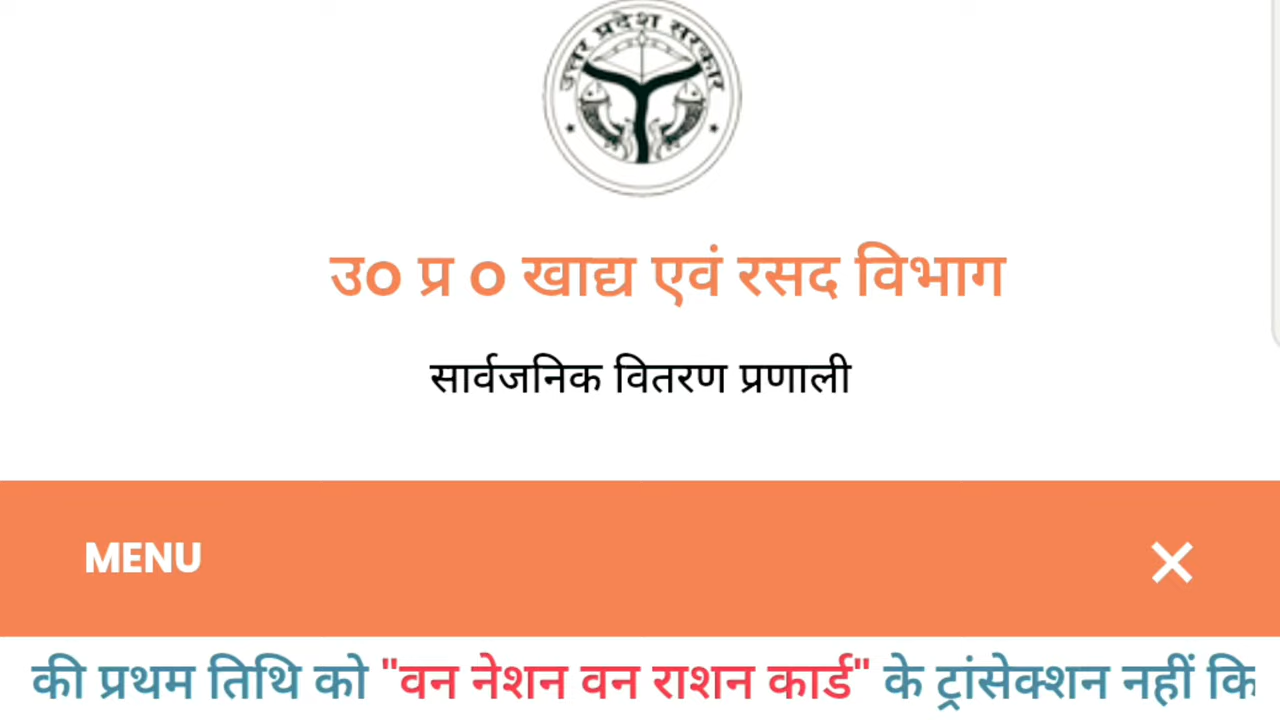 उत्तर प्रदेश सरकार
उ० प्र ० खाद्य एवं रसद विभाग
सार्वजनिक वितरण प्रणाली
MENU
की प्रथम तिथि को "वन नेशन वन राशन कार्ड" के ट्रांसेक्शन नहीं कि